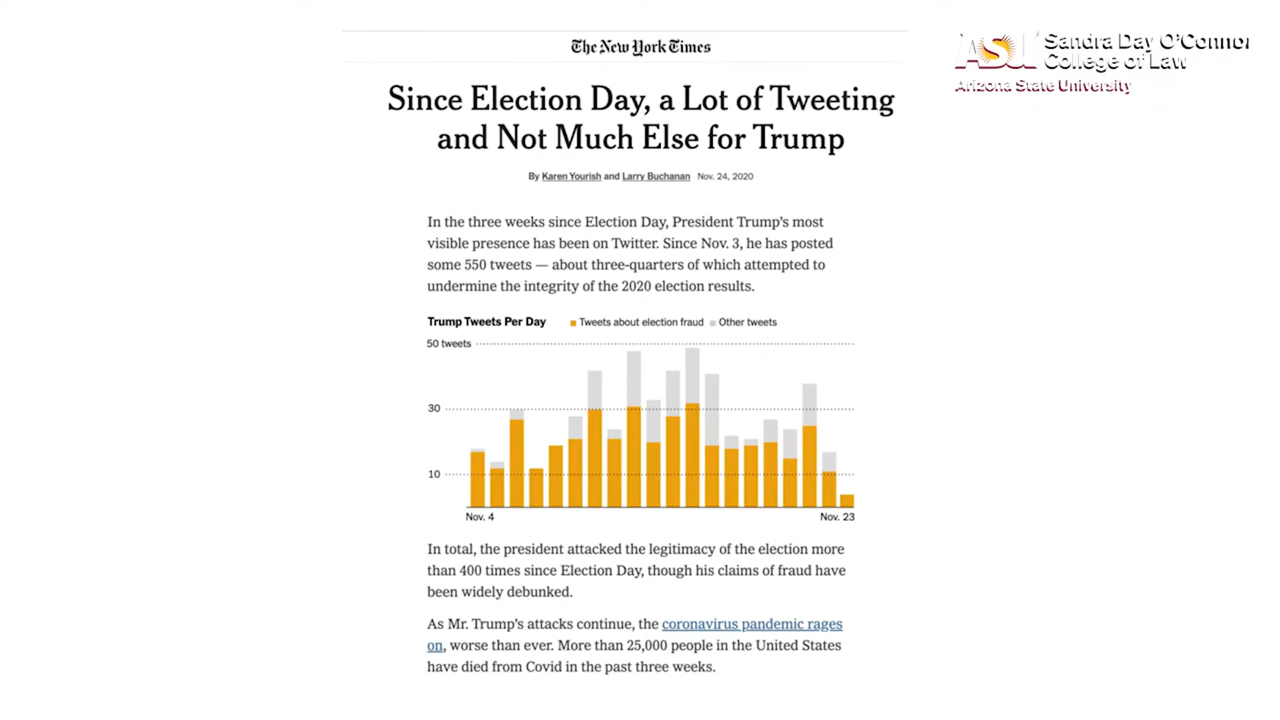 The New York Times
ASU Sandra Day O'Connor
College of Law
Arizona State University
Since Election Day, a Lot of Tweeting
and Not Much Else for Trump
By Karen Yourish and Larry Buchanan Nov. 24, 2020
In the three weeks since Election Day, President Trump's most
visible presence has been on Twitter. Since Nov. 3, he has posted
some 550 tweets — about three-quarters of which attempted to
undermine the integrity of the 2020 election results.
Trump Tweets Per Day Tweets about election fraud Other tweets
50 tweets
30
10
Nov. 4 Nov. 23
In total, the president attacked the legitimacy of the election more
than 400 times since Election Day, though his claims of fraud have
been widely debunked.
As Mr. Trump's attacks continue, the coronavirus pandemic rages
on, worse than ever. More than 25,000 people in the United States
have died from Covid in the past three weeks.